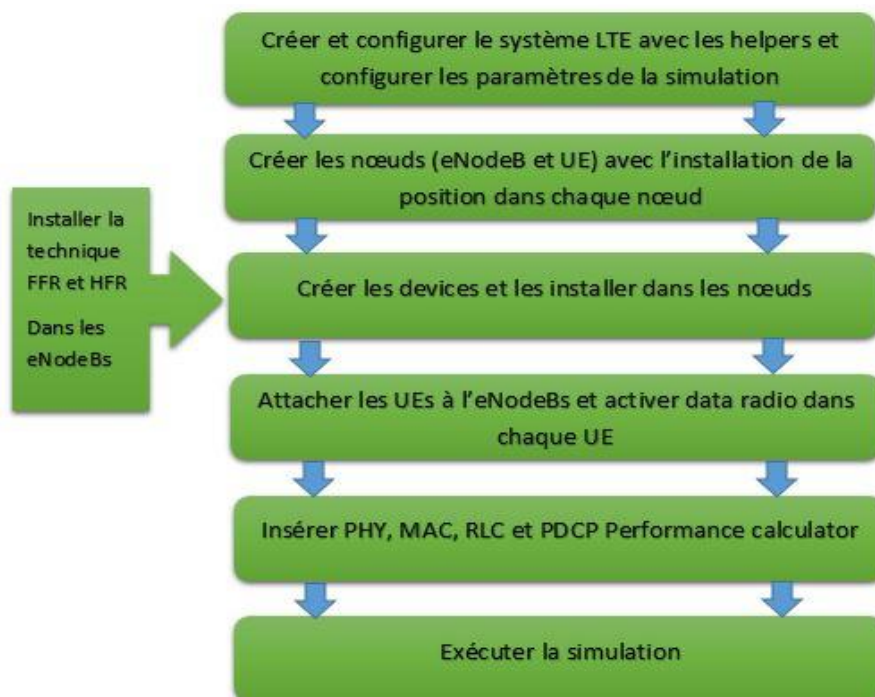 Créer et configurer le système LTE avec les helpers et
configurer les paramètres de la simulation
Créer les nœuds (eNodeB et UE) avec l'installation de la
position dans chaque nœud
Installer la
technique
FFR et HFR
Dans les
eNodeBs
Créer les devices et les installer dans les nœuds
Attacher les UEs à l'eNodeBs et activer data radio dans
chaque UE
Insérer PHY, MAC, RLC et PDCP Performance calculator
Exécuter la simulation